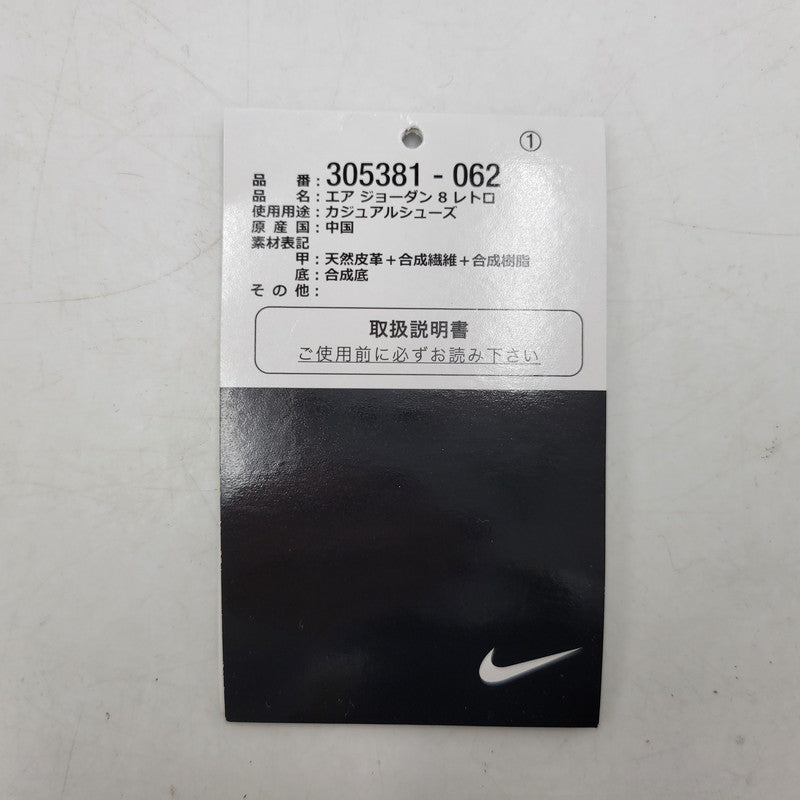 ①
品番：305381 - 062
品名：エア ジョーダン 8 レトロ
使用用途：カジュアルシューズ
原産国：中国
素材表記
甲：天然皮革＋合成繊維＋合成樹脂
底：合成底
その他：
取扱説明書
ご使用前に必ずお読み下さい